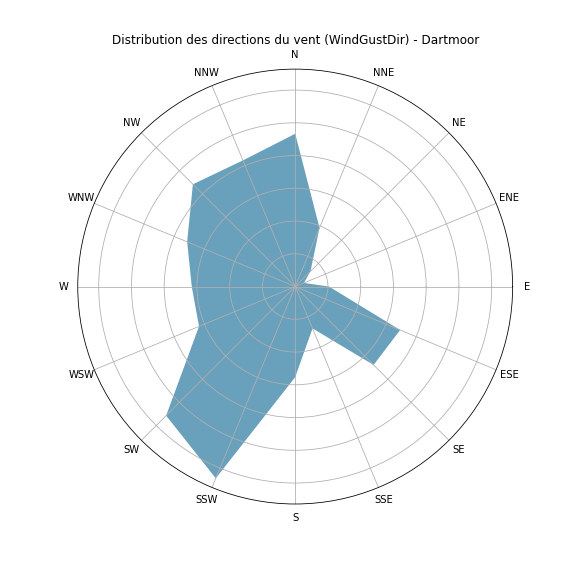 Distribution des directions du vent (WindGustDir) - Dartmoor
N
NNW
NNE
NW
NE
WNW
ENE
W
E
WSW
ESE
SW
SE
SSW
SSE
S